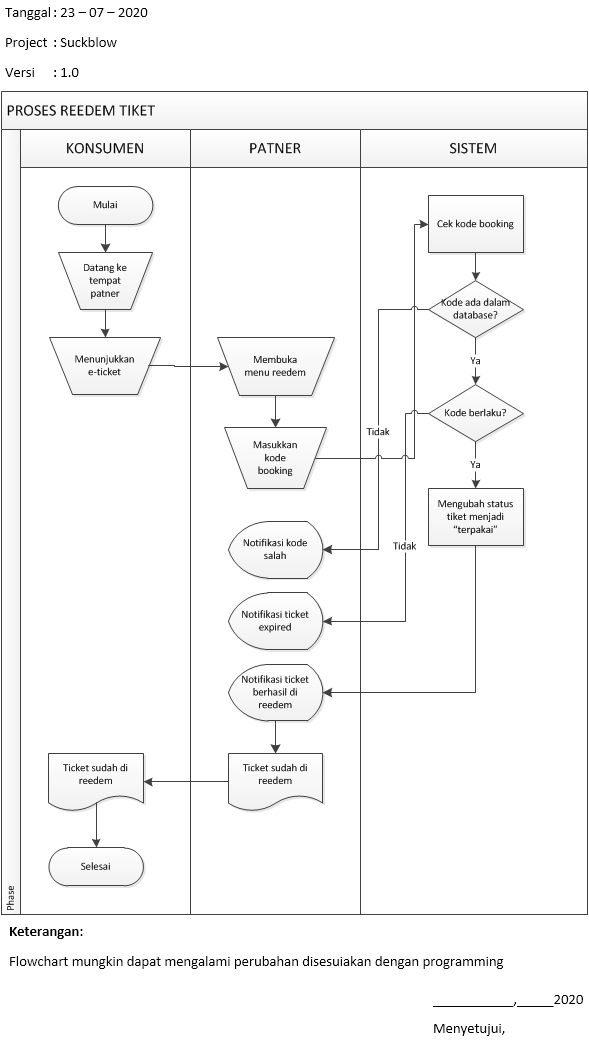 Tanggal : 23 – 07 – 2020
Project : Suckblow
Versi : 1.0
PROSES REEDEM TIKET
KONSUMEN
PATNER
SISTEM
Mulai
Datang ke
tempat
patner
Menunjukkan
e-ticket
Membuka
menu reedem
Masukkan
kode
booking
Cek kode booking
Kode ada dalam
database?
Ya
Kode berlaku?
Tidak
Ya
Mengubah status
tiket menjadi
“terpakai”
Tidak
Notifikasi kode
salah
Notifikasi ticket
expired
Notifikasi ticket
berhasil di
reedem
Ticket sudah di
reedem
Ticket sudah di
reedem
Selesai
Phase
Keterangan:
Flowchart mungkin dapat mengalami perubahan disesuiakan dengan programming
___________,_____2020
Menyetujui,